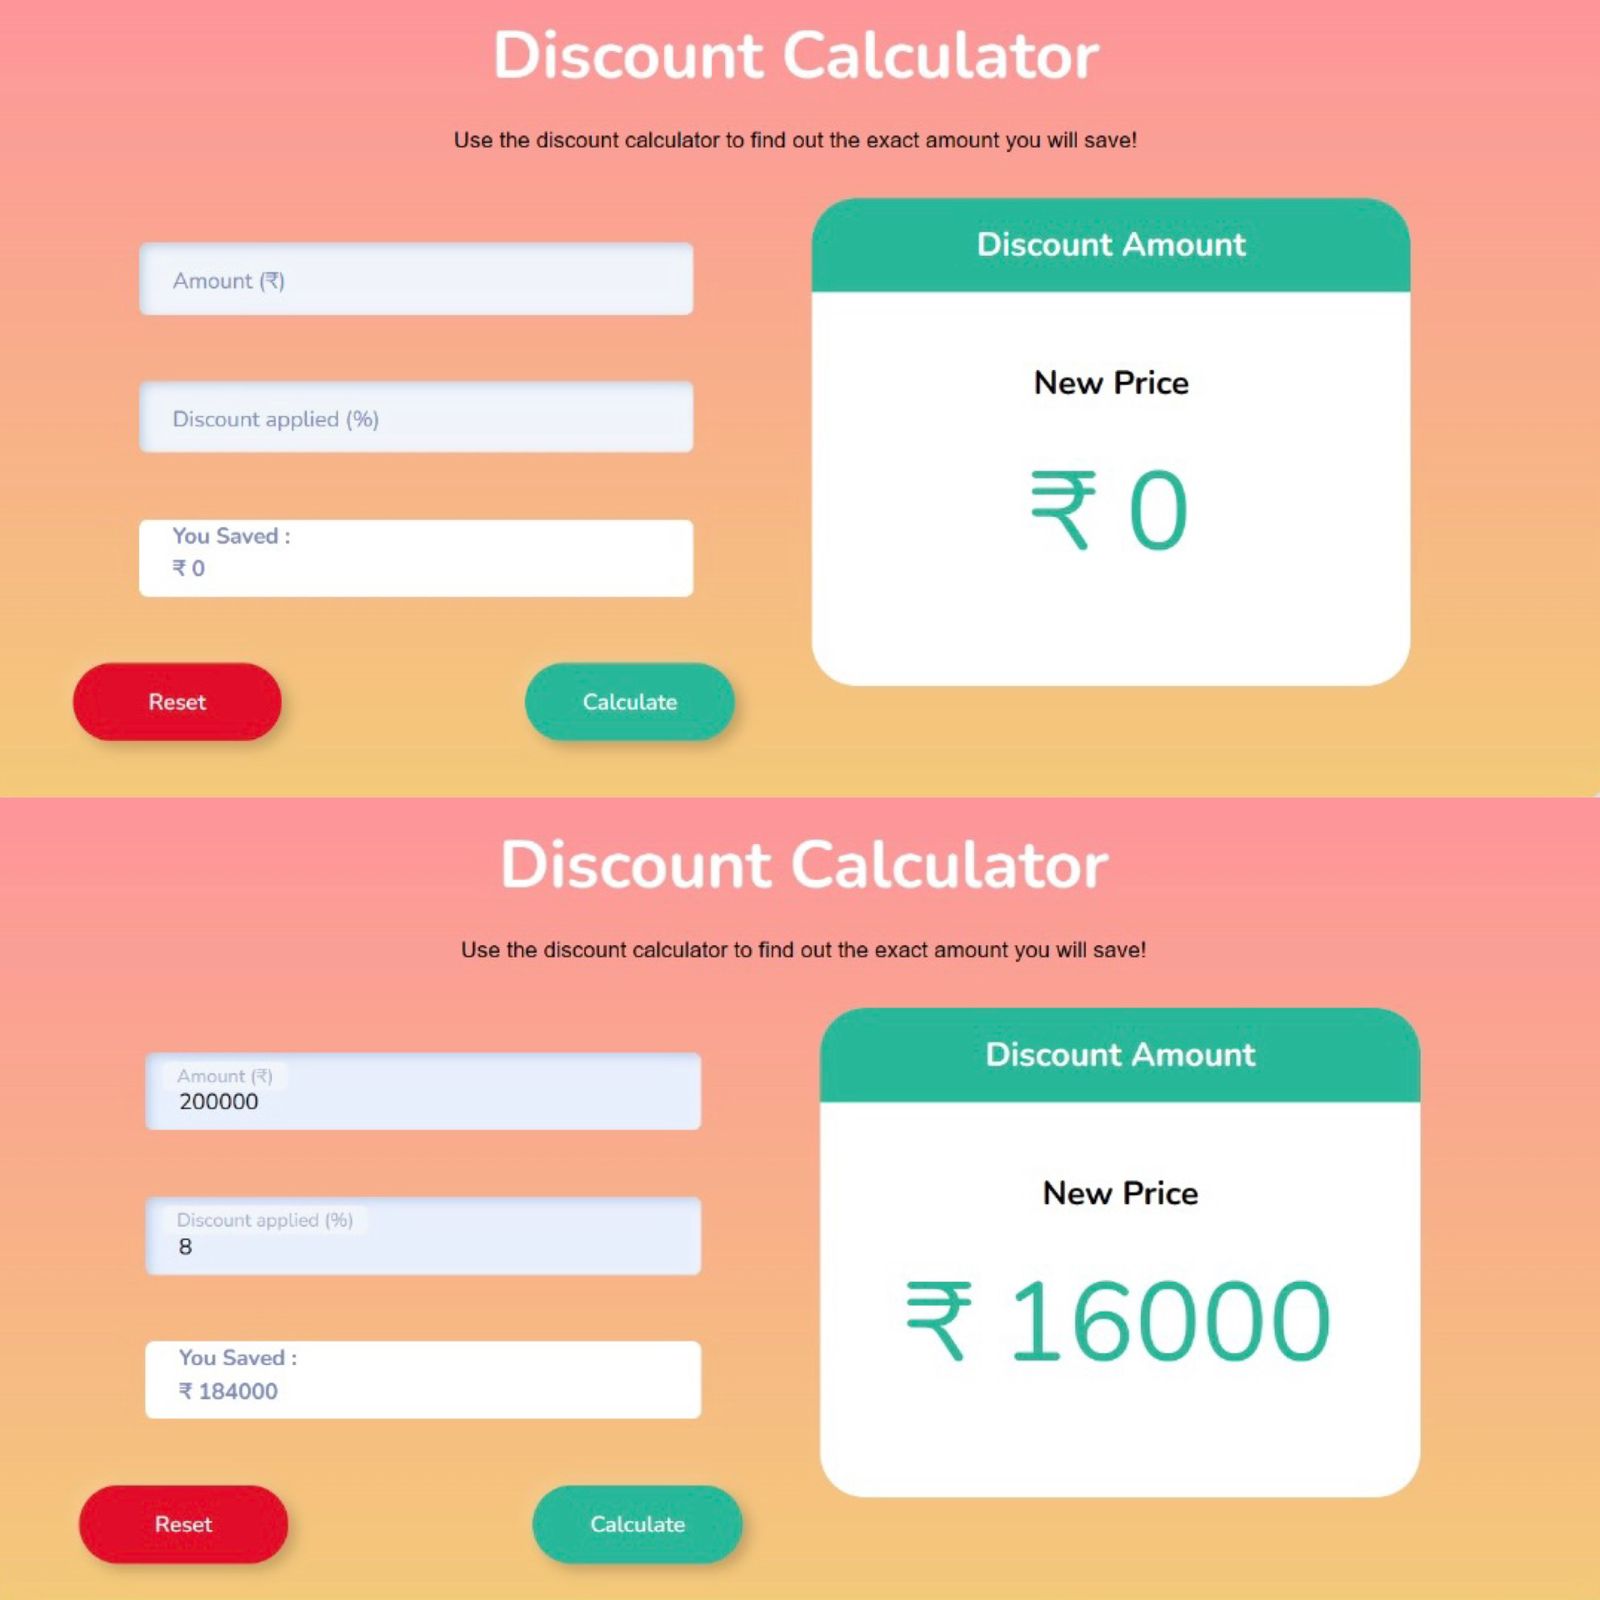 Discount Calculator
Use the discount calculator to find out the exact amount you will save!
Amount (₹)
Discount applied (%)
You Saved :
₹ 0
Reset
Calculate
Discount Amount
New Price
₹ 0
Discount Calculator
Use the discount calculator to find out the exact amount you will save!
Amount (₹)
200000
Discount applied (%)
8
You Saved :
₹ 184000
Reset
Calculate
Discount Amount
New Price
₹ 16000